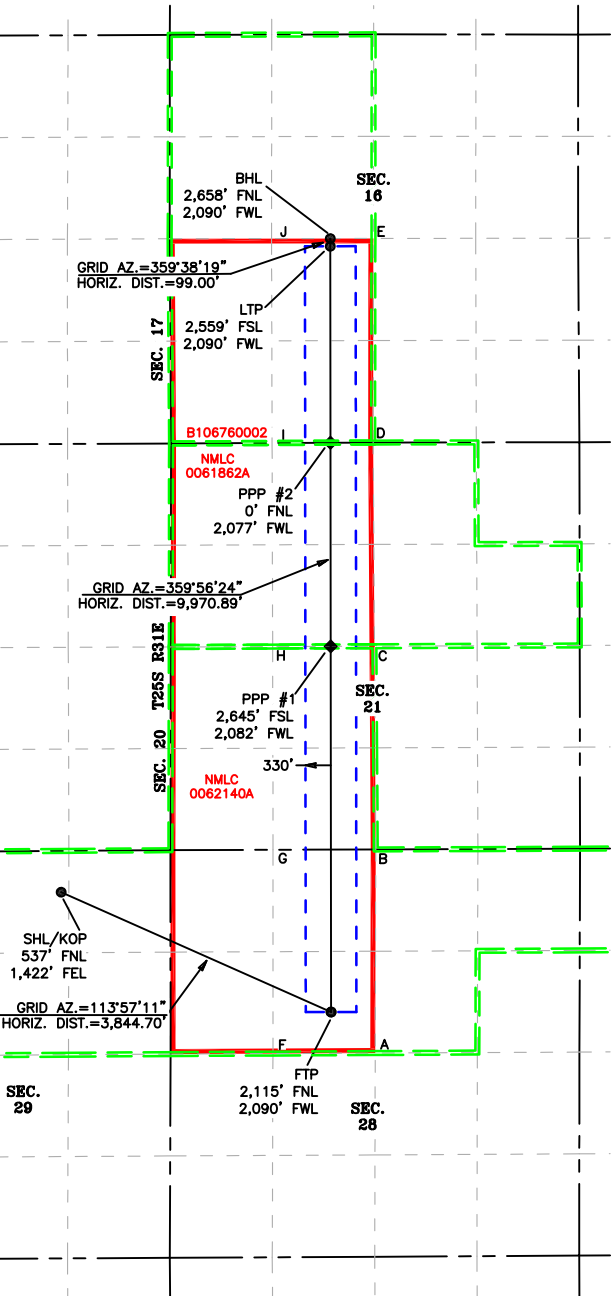 BHL
2,658' FNL
2,090' FWL
SEC.
16
J
E
GRID AZ.=359°38'19"
HORIZ. DIST.=99.00'
LTP
2,559' FSL
2,090' FWL
SEC. 17
B106760002
I
D
NMLC
0061862A
PPP #2
0' FNL
2,077' FWL
GRID AZ.=359°56'24"
HORIZ. DIST.=9,970.89'
T25S R31E
H
C
PPP #1
2,645' FSL
2,082' FWL
SEC.
21
330'
SEC. 20
NMLC
0062140A
G
B
SHL/KOP
537' FNL
1,422' FEL
GRID AZ.=113°57'11"
HORIZ. DIST.=3,844.70'
F
A
FTP
2,115' FNL
2,090' FWL
SEC.
29
SEC.
28